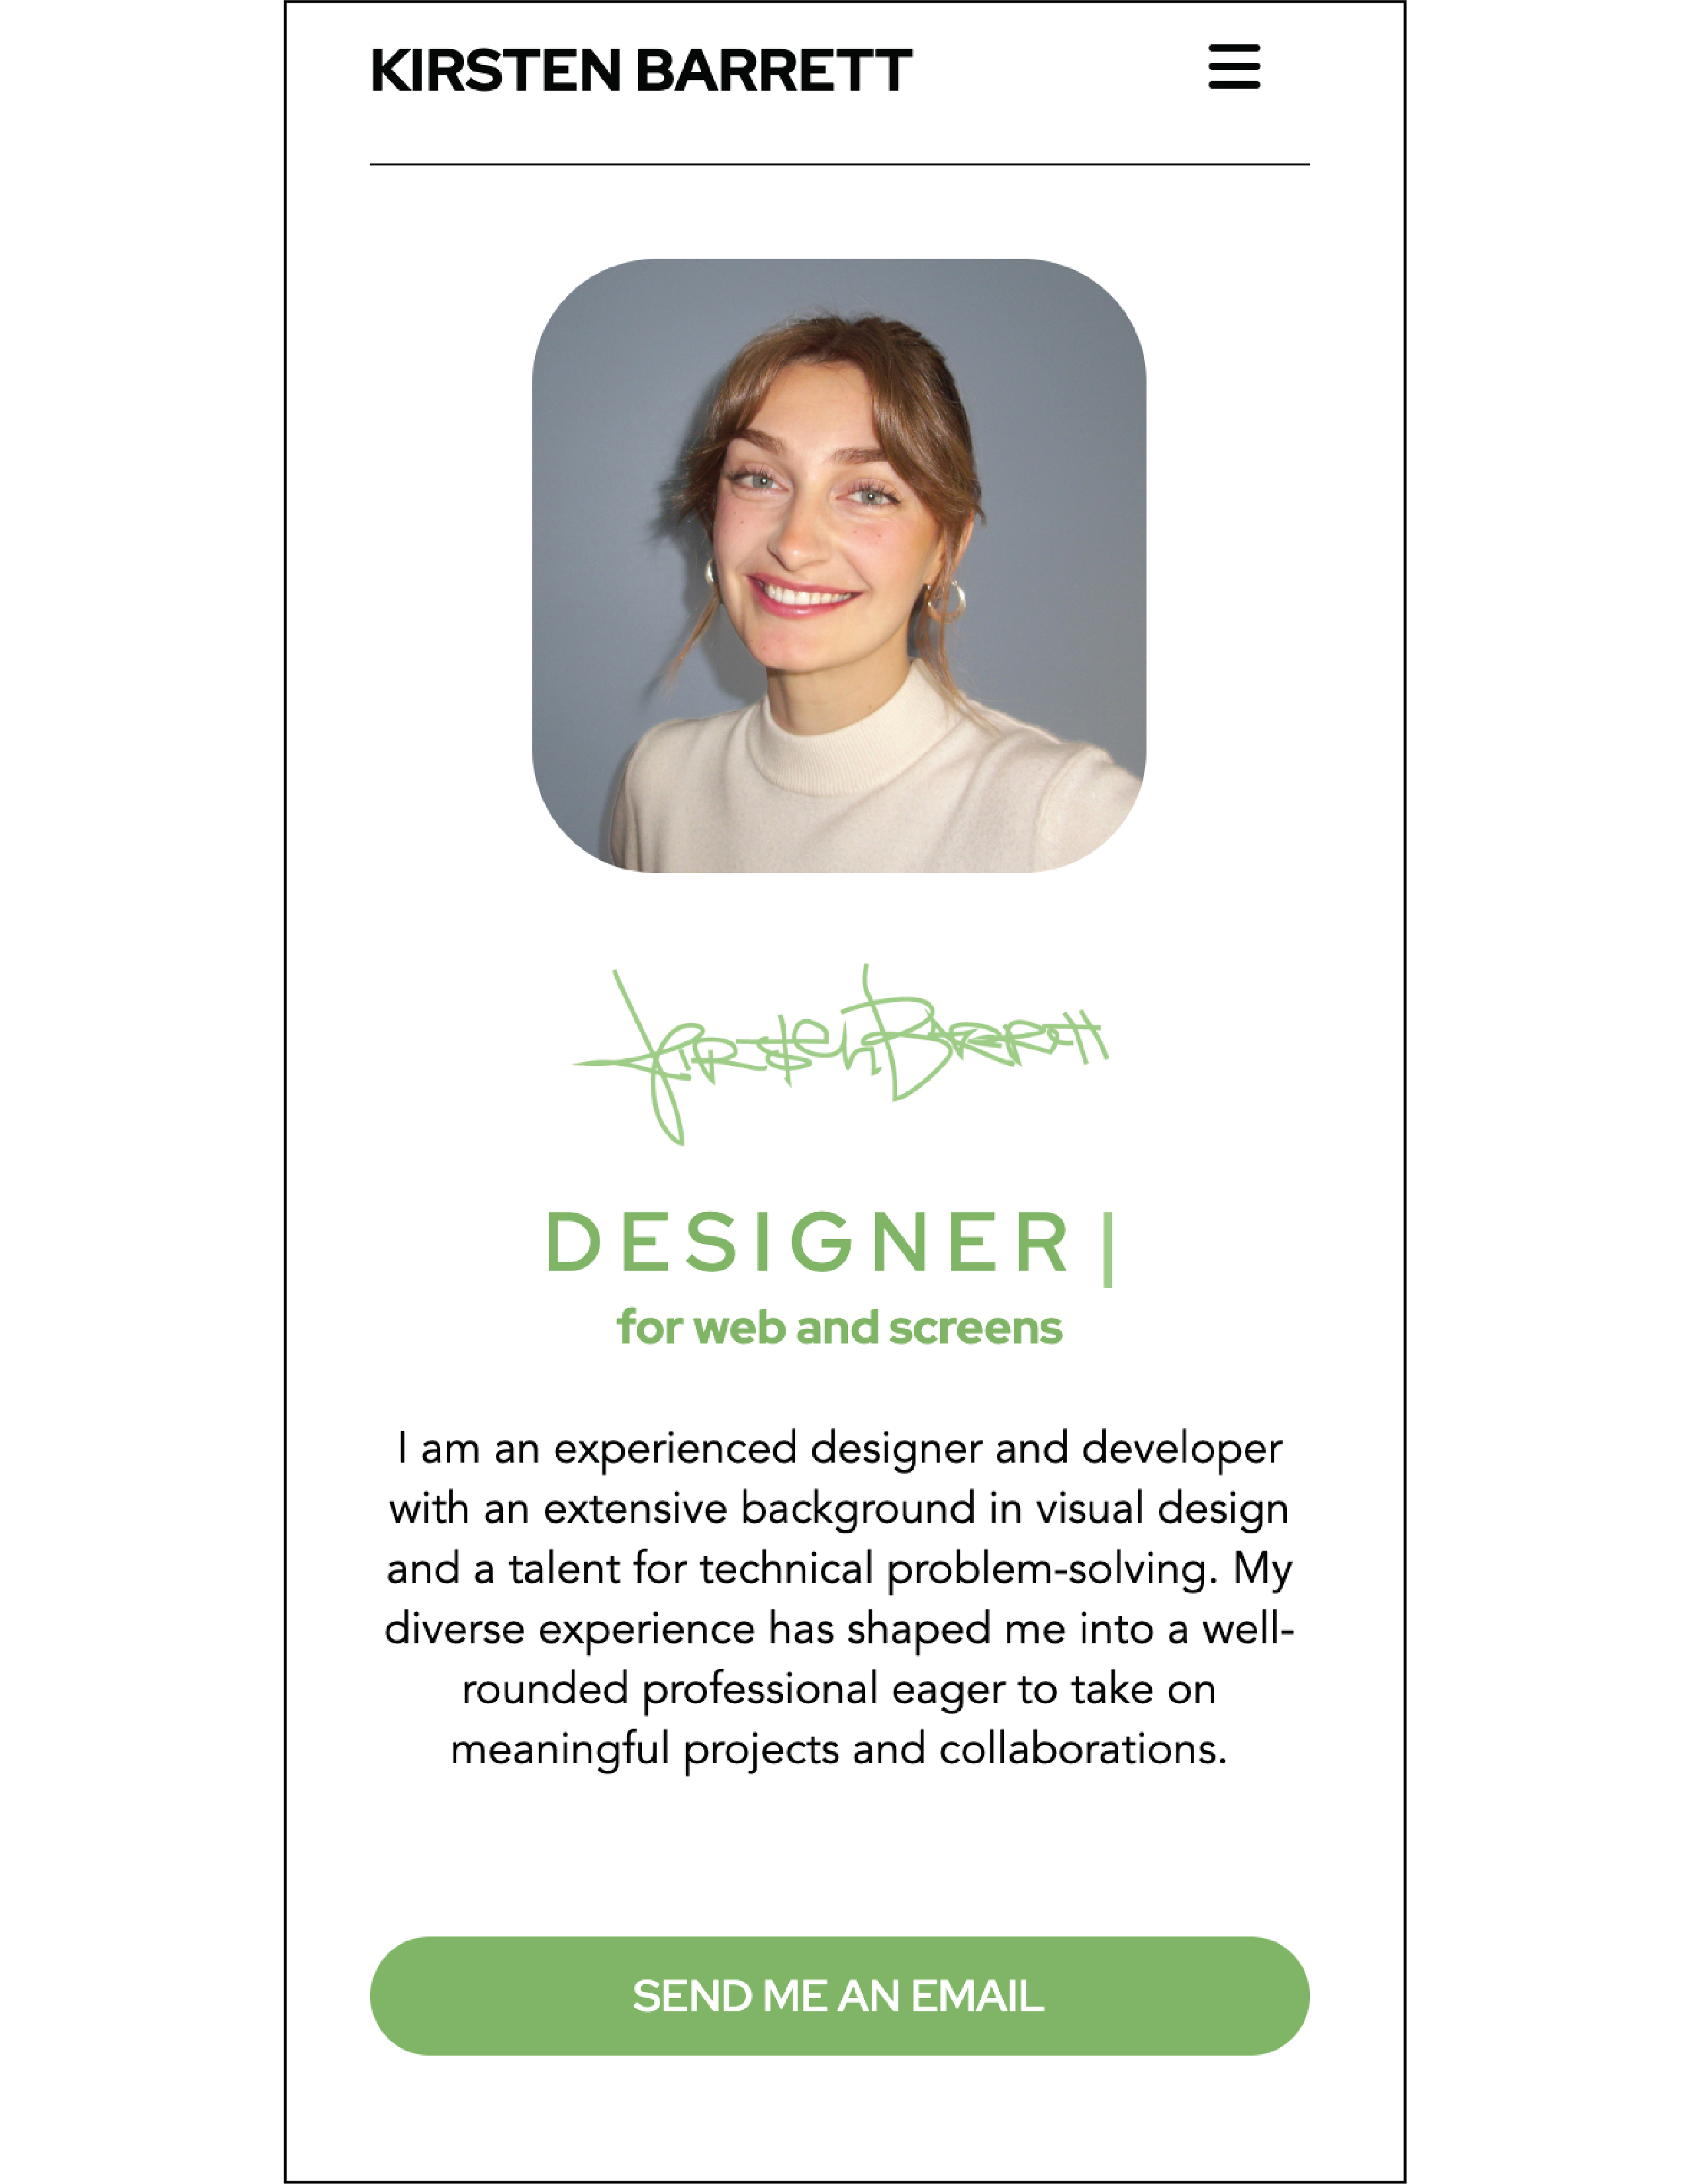 KIRSTEN BARRETT
Kirsten Barrett
DESIGNER|
for web and screens
I am an experienced designer and developer
with an extensive background in visual design
and a talent for technical problem-solving. My
diverse experience has shaped me into a well-
rounded professional eager to take on
meaningful projects and collaborations.
SEND ME AN EMAIL